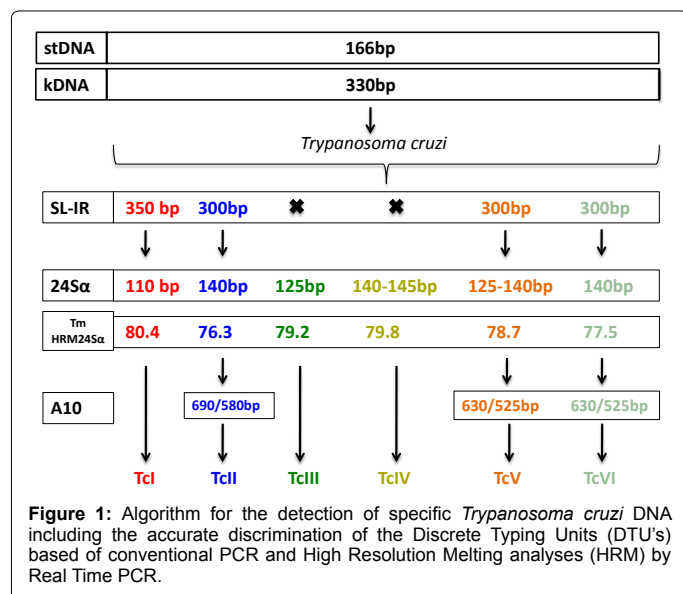 stDNA 166bp
kDNA 330bp
Trypanosoma cruzi
SL-IR 350 bp 300bp ✖ ✖ 300bp 300bp
24Sα 110 bp 140bp 125bp 140-145bp 125-140bp 140bp
Tm
HRM24Sα 80.4 76.3 79.2 79.8 78.7 77.5
A10 690/580bp 630/525bp 630/525bp
TcI TcII TcIII TcIV TcV TcVI
Figure 1: Algorithm for the detection of specific Trypanosoma cruzi DNA
including the accurate discrimination of the Discrete Typing Units (DTU's)
based of conventional PCR and High Resolution Melting analyses (HRM) by
Real Time PCR.